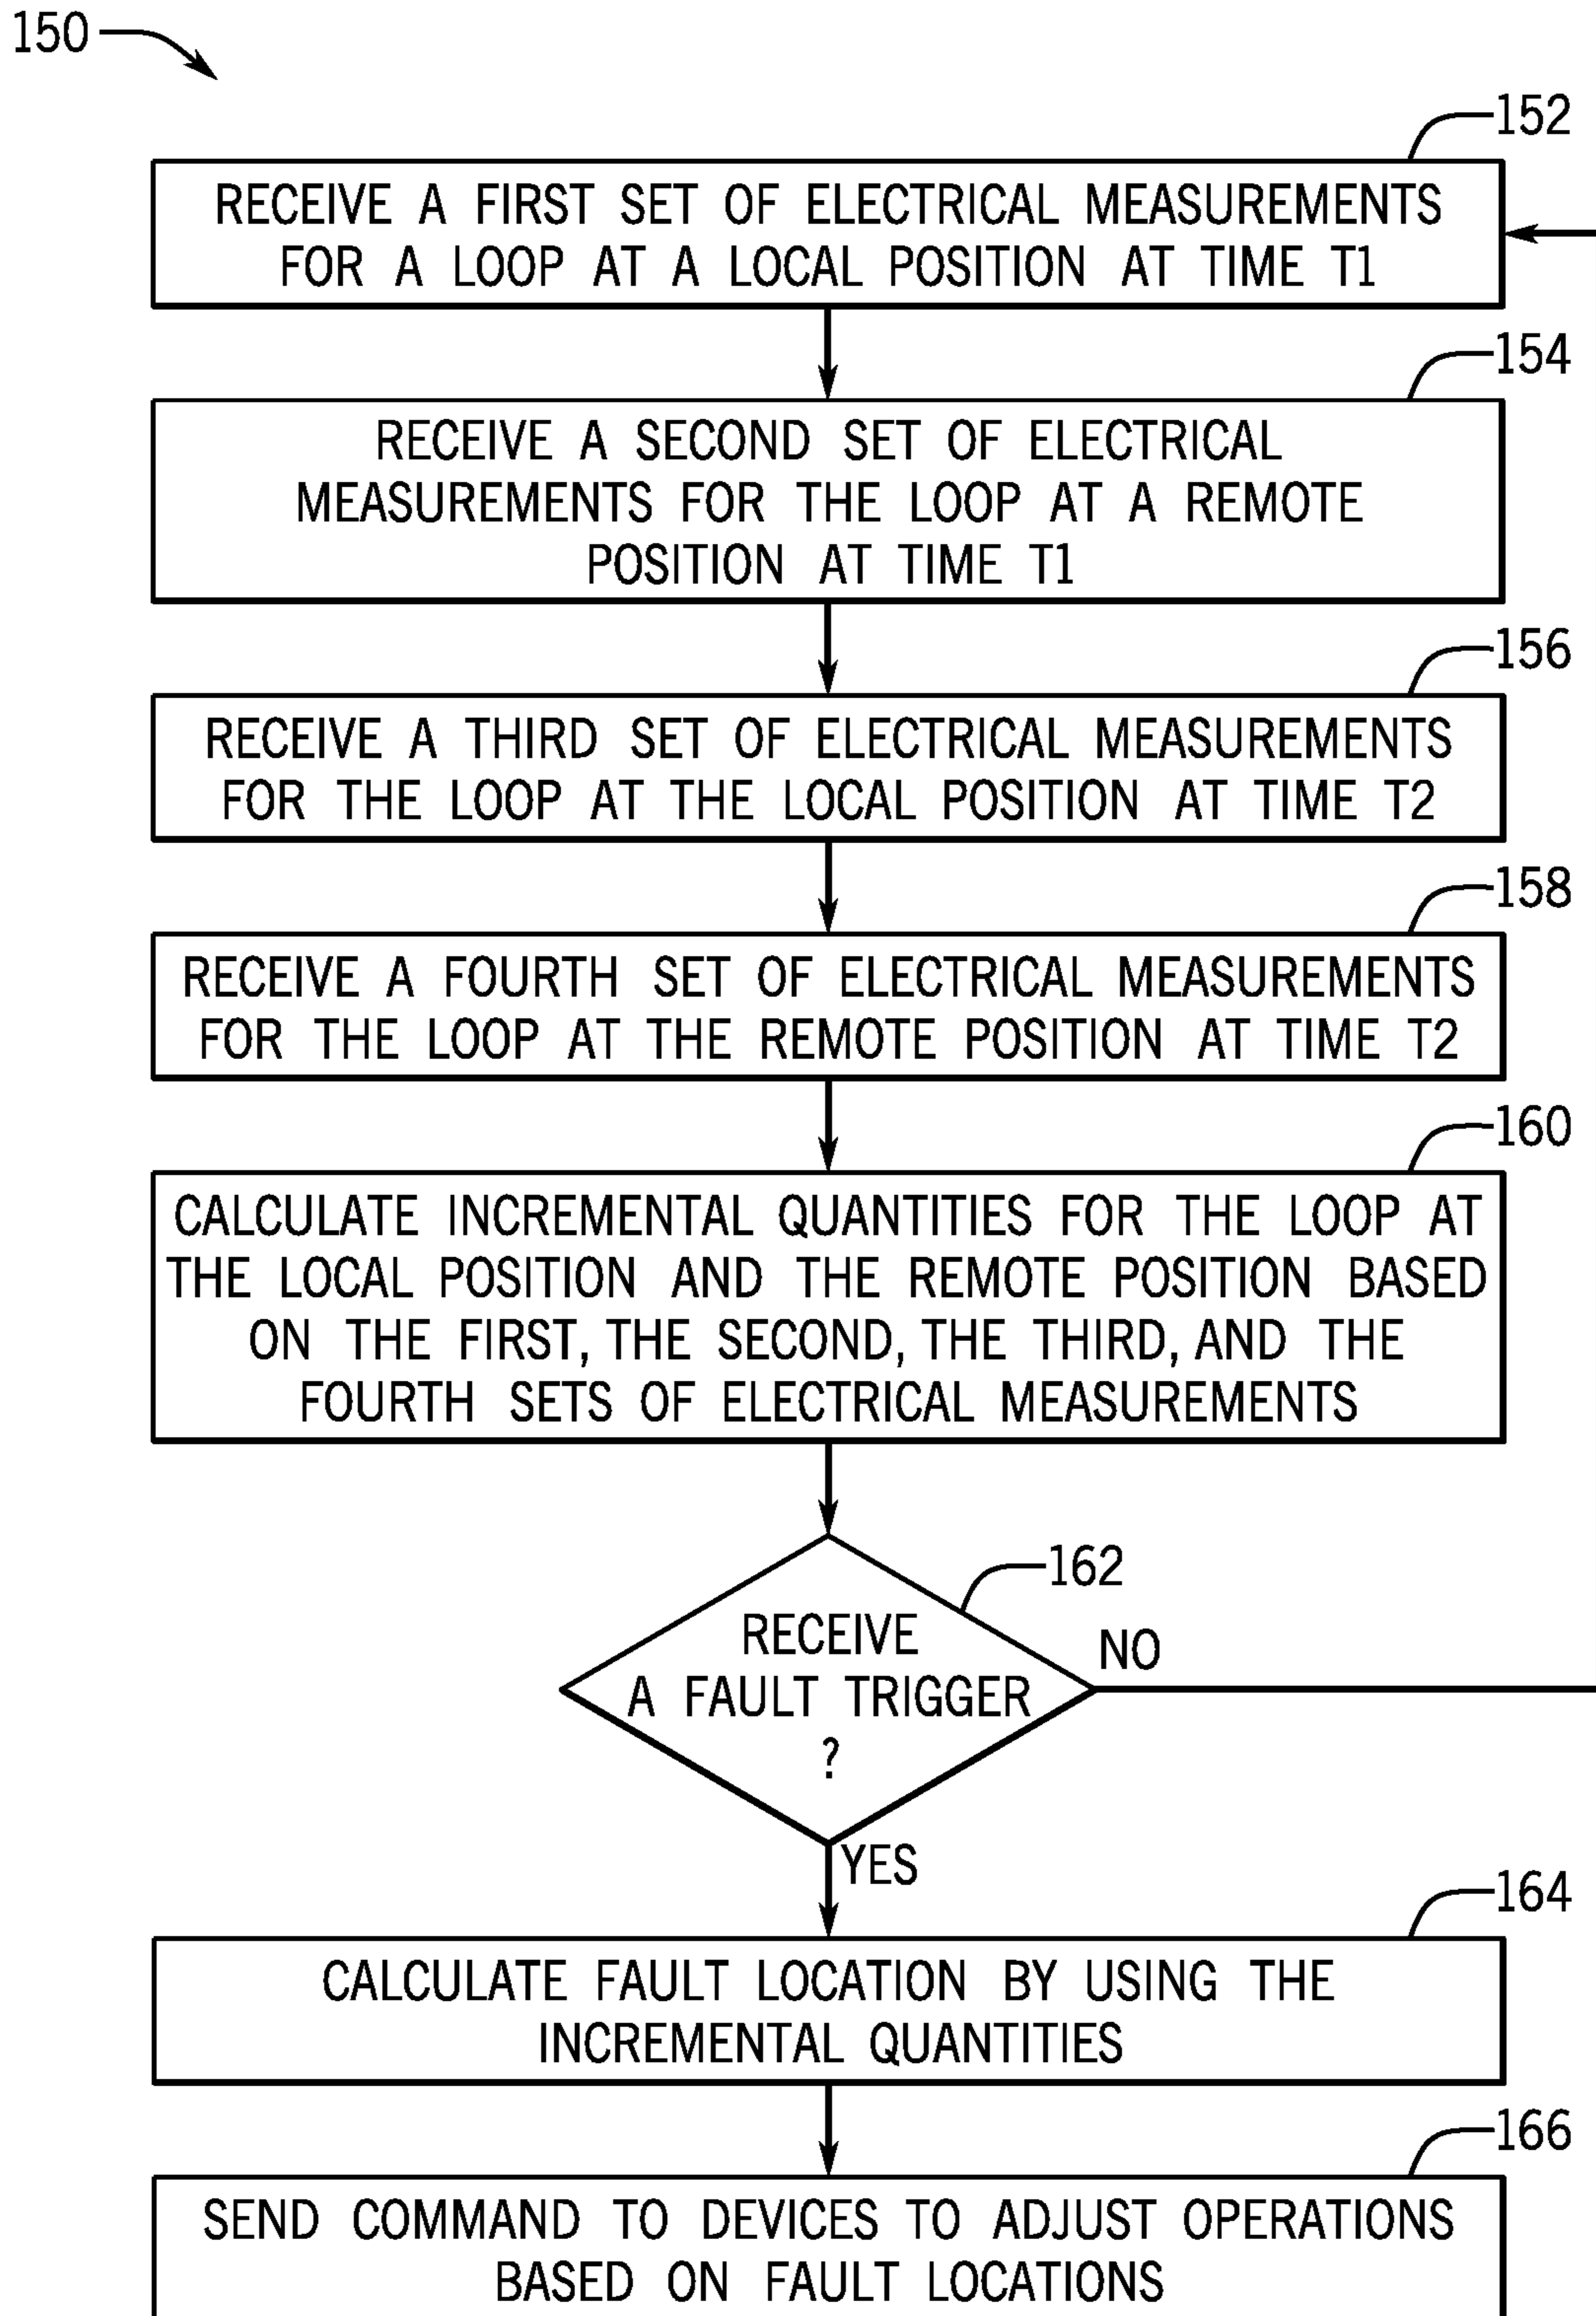 150
152
RECEIVE A FIRST SET OF ELECTRICAL MEASUREMENTS
FOR A LOOP AT A LOCAL POSITION AT TIME T1
154
RECEIVE A SECOND SET OF ELECTRICAL
MEASUREMENTS FOR THE LOOP AT A REMOTE
POSITION AT TIME T1
156
RECEIVE A THIRD SET OF ELECTRICAL MEASUREMENTS
FOR THE LOOP AT THE LOCAL POSITION AT TIME T2
158
RECEIVE A FOURTH SET OF ELECTRICAL MEASUREMENTS
FOR THE LOOP AT THE REMOTE POSITION AT TIME T2
160
CALCULATE INCREMENTAL QUANTITIES FOR THE LOOP AT
THE LOCAL POSITION AND THE REMOTE POSITION BASED
ON THE FIRST, THE SECOND, THE THIRD, AND THE
FOURTH SETS OF ELECTRICAL MEASUREMENTS
162
RECEIVE
A FAULT TRIGGER
?
NO
YES
164
CALCULATE FAULT LOCATION BY USING THE
INCREMENTAL QUANTITIES
166
SEND COMMAND TO DEVICES TO ADJUST OPERATIONS
BASED ON FAULT LOCATIONS